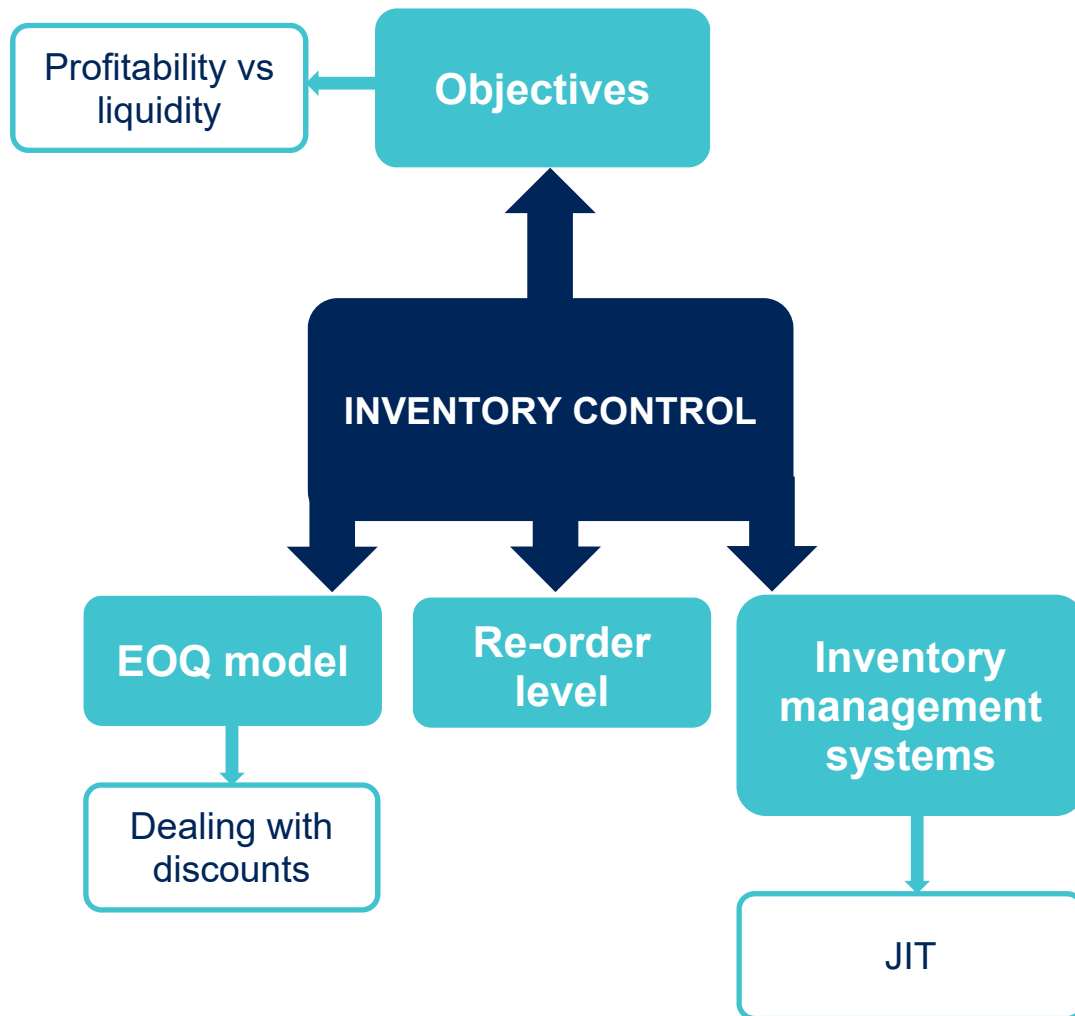 Profitability vs
liquidity
Objectives
INVENTORY CONTROL
EOQ model
Re-order
level
Inventory
management
systems
Dealing with
discounts
JIT